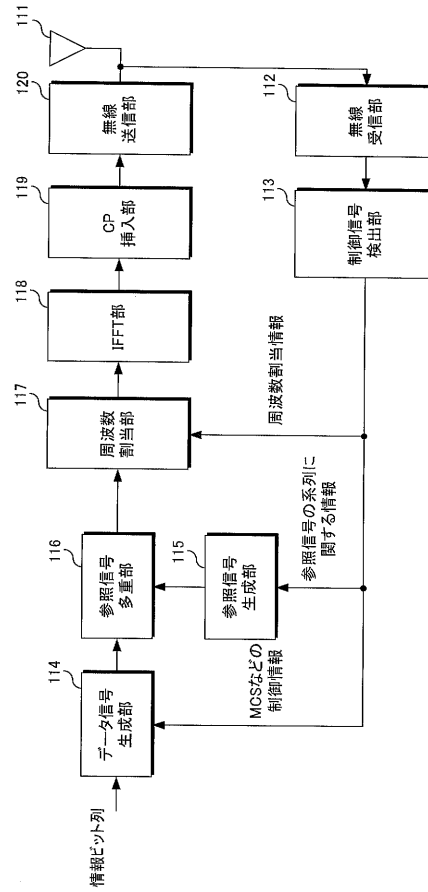 情報ビット列
114
データ信号
生成部
116
参照信号
多重部
117
周波数
割当部
118
IFFT部
119
CP
挿入部
120
無線
送信部
111
115
参照信号
生成部
MCSなどの
制御情報
参照信号の系列に
関する情報
周波数割当情報
113
制御信号
検出部
112
無線
受信部